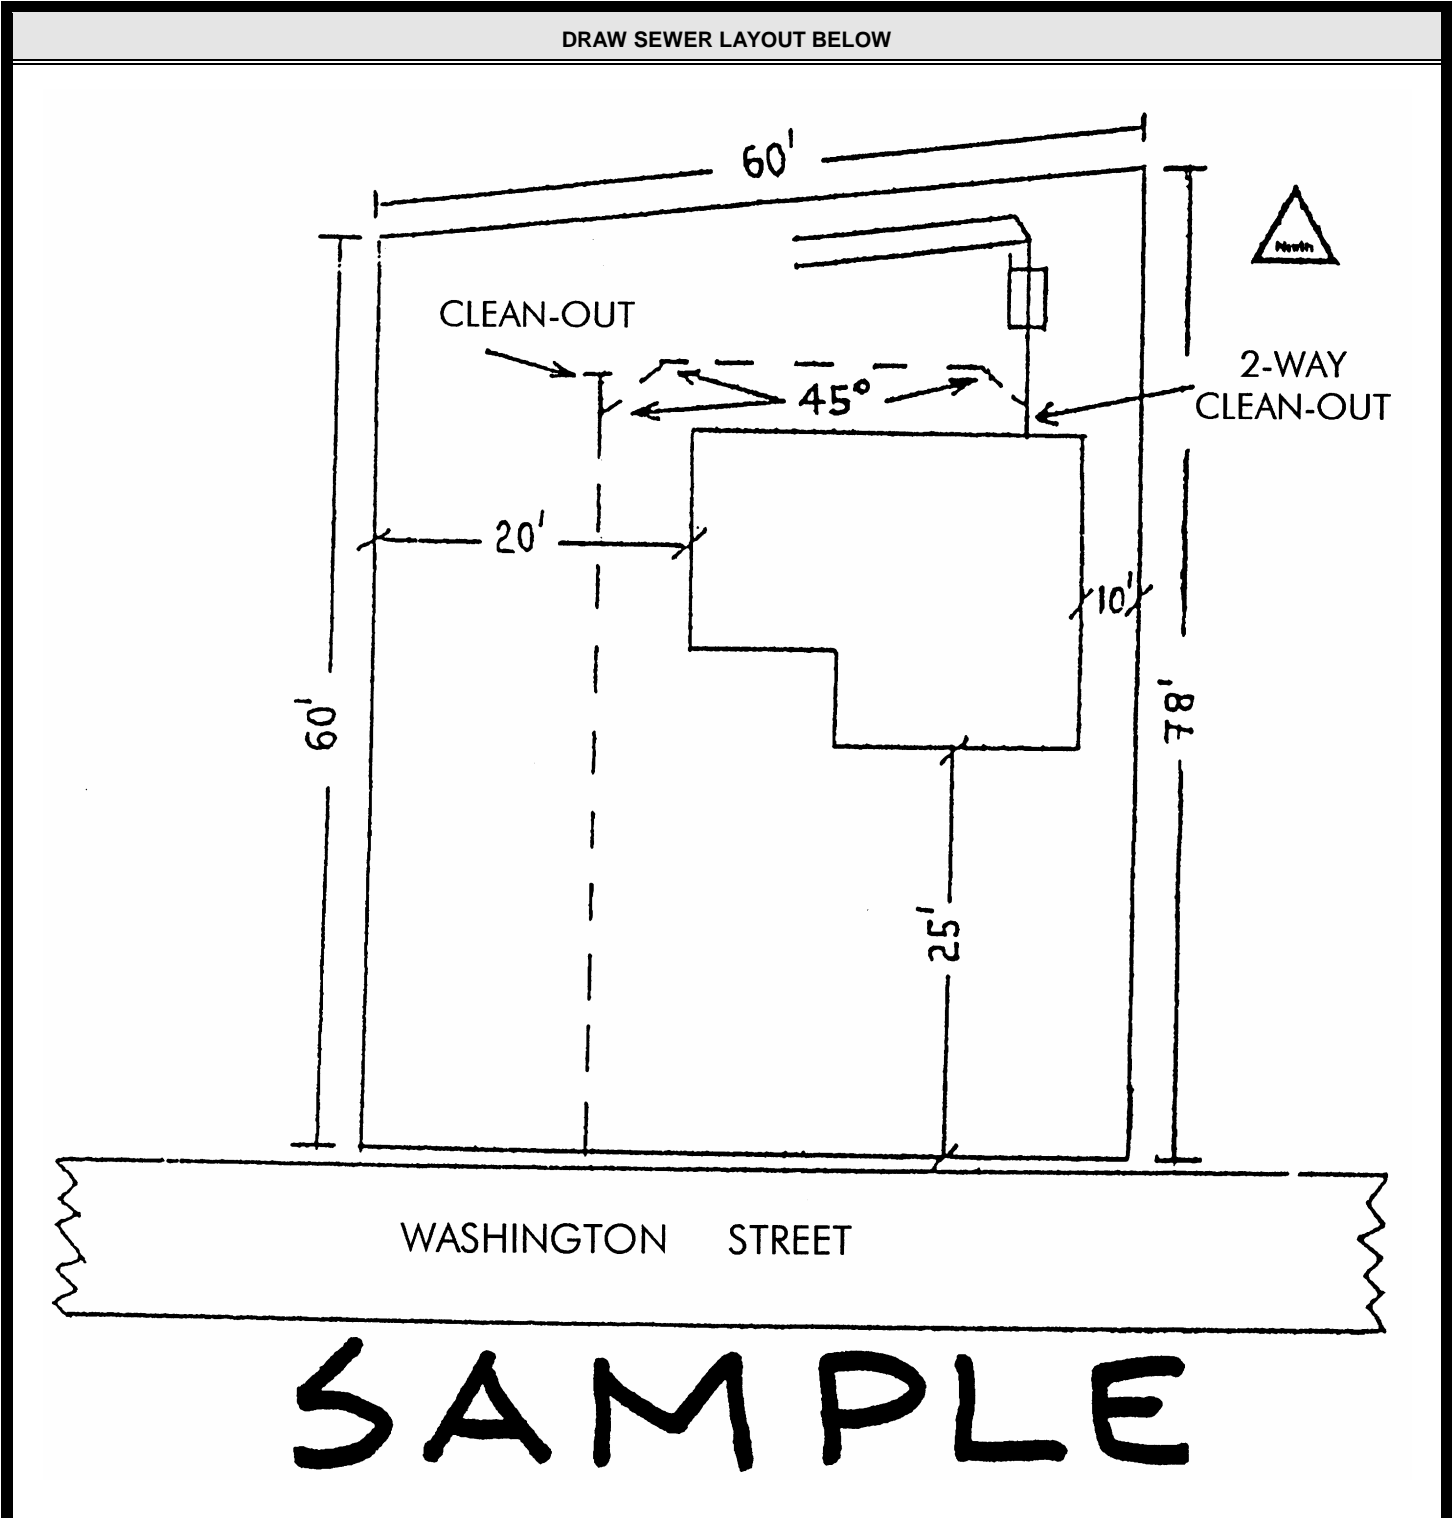 DRAW SEWER LAYOUT BELOW
60'
North
CLEAN-OUT
2-WAY
CLEAN-OUT
45°
20'
10'
60'
78'
25'
WASHINGTON STREET
SAMPLE